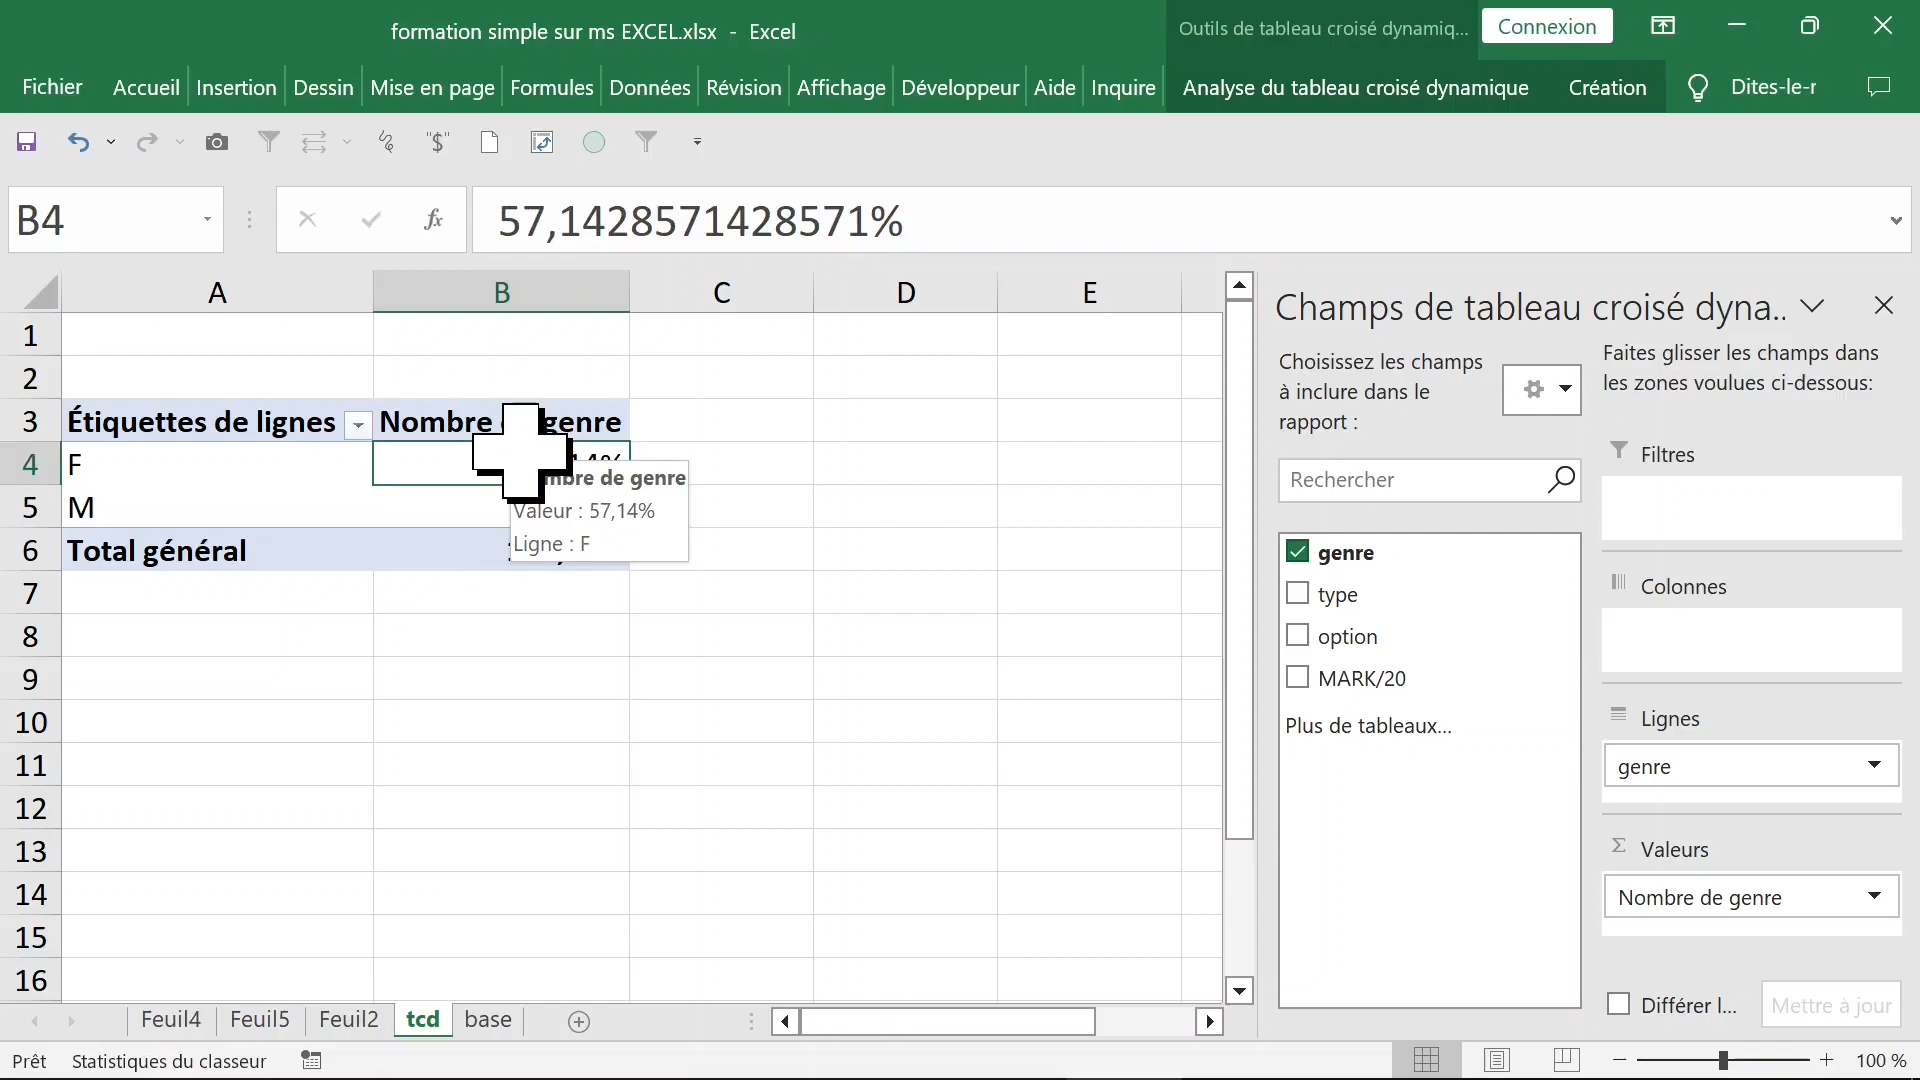 formation simple sur ms EXCEL.xlsx - Excel
Outils de tableau croisé dynamiq...
Connexion
Fichier
Accueil
Insertion
Dessin
Mise en page
Formules
Données
Révision
Affichage
Développeur
Aide
Inquire
Analyse du tableau croisé dynamique
Création
Dites-le-r
"$"
B4
fx
57,1428571428571%
A B C D E
1
2
3 Étiquettes de lignes Nombre genre
4 F
5 M
6 Total général
7
8
9
10
11
12
13
14
15
16
mbre de genre
Valeur : 57,14%
Ligne : F
Champs de tableau croisé dyna..
Choisissez les champs
à inclure dans le
rapport :
Rechercher
genre
type
option
MARK/20
Plus de tableaux...
Faites glisser les champs dans
les zones voulues ci-dessous:
Filtres
Colonnes
Lignes
genre
Σ Valeurs
Nombre de genre
Différer l...
Mettre à jour
Feuil4
Feuil5
Feuil2
tcd
base
Prêt
Statistiques du classeur
100 %